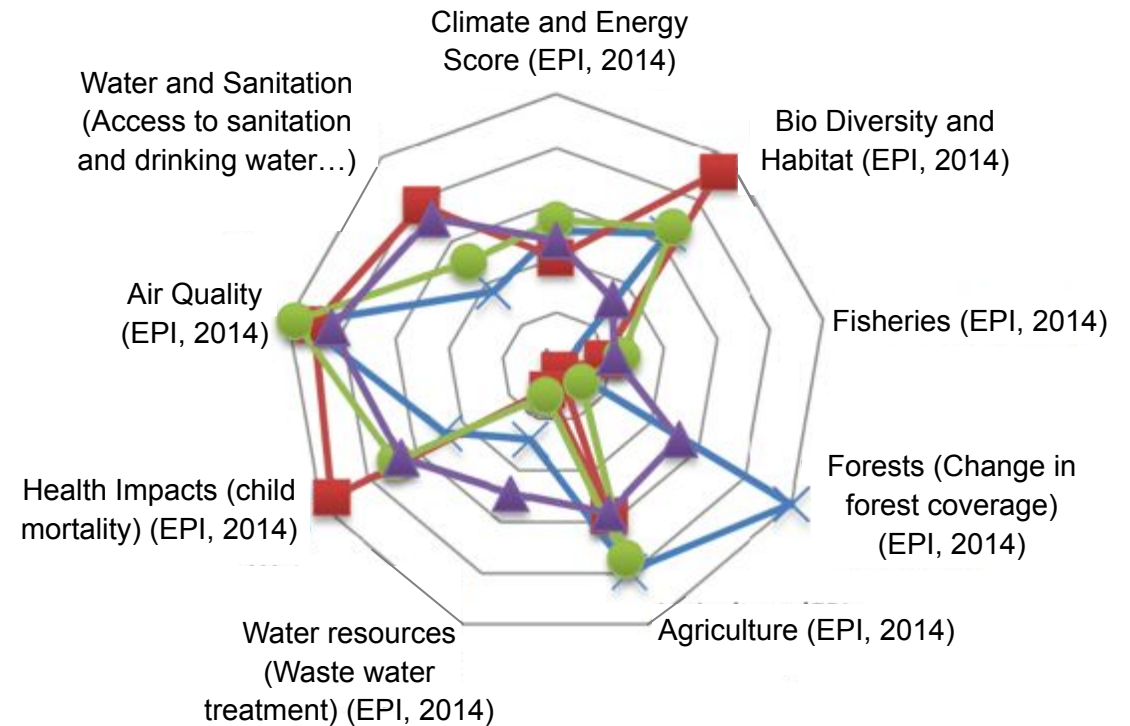 Climate and Energy
Score (EPI, 2014)
Water and Sanitation
(Access to sanitation
and drinking water…)
Bio Diversity and
Habitat (EPI, 2014)
Air Quality
(EPI, 2014)
Fisheries (EPI, 2014)
Health Impacts (child
mortality) (EPI, 2014)
Forests (Change in
forest coverage)
(EPI, 2014)
Water resources
(Waste water
treatment) (EPI, 2014)
Agriculture (EPI, 2014)